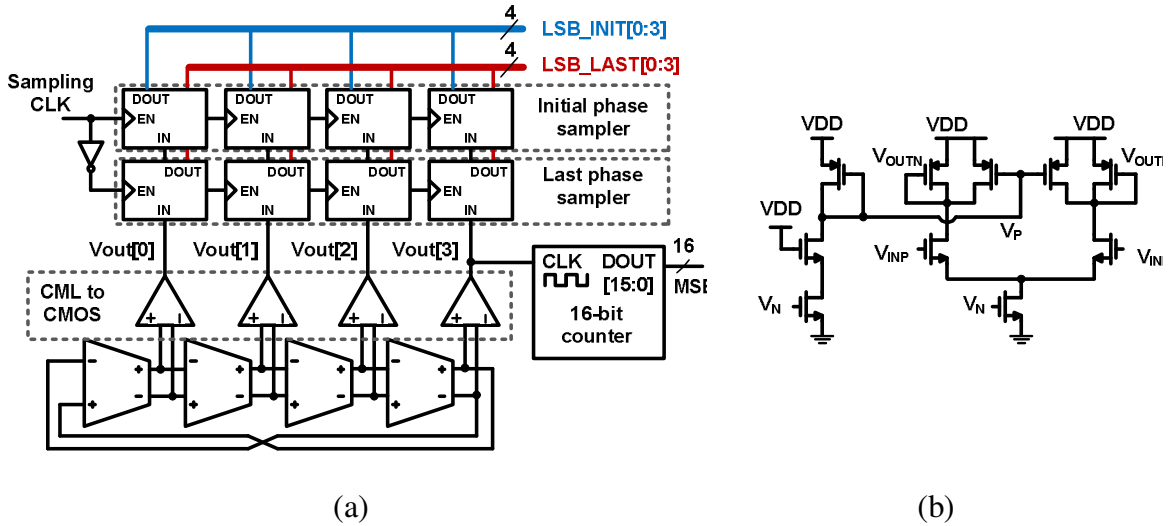 4
LSB_INIT[0:3]
4
LSB_LAST[0:3]
Sampling
CLK
DOUT
EN
IN
DOUT
EN
IN
DOUT
EN
IN
DOUT
EN
IN
Initial phase
sampler
DOUT
EN
IN
DOUT
EN
IN
DOUT
EN
IN
DOUT
EN
IN
Last phase
sampler
Vout[0]
Vout[1]
Vout[2]
Vout[3]
CML to
CMOS
+ -
+ -
+ -
+ -
CLK DOUT
[15:0]
16-bit
counter
16
MSB
- + + -
- + + -
- + + -
- + + -
(a)
VDD
VDD
VDD
VOUTN
VOUT
VDD
VP
VINP
VIN
VN
VN
(b)